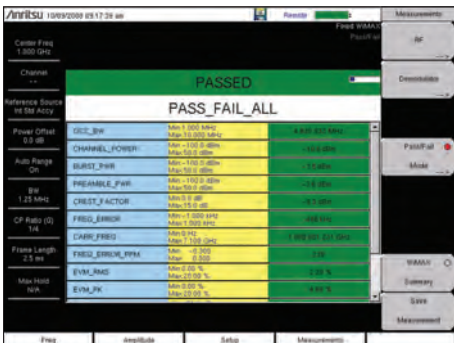 Anritsu 10/09/2000 09:17:26 am
Remote
Measurements
Fixed WiMAX
Pass/Fail
Center Freq
1.000 GHz
Channel
--
Reference Source
Int Std Accy
Power Offset
0.0 dB
Auto Range
On
BW
1.25 MHz
CP Ratio (G)
1/4
Frame Length
2.5 ms
Max Hold
N/A
PASSED
PASS_FAIL_ALL
OCC_BW
Min:1.000 MHz
Max:10.000 MHz
CHANNEL_POWER
Min:-100.0 dBm
Max:50.0 dBm
BURST_PWR
Min:-100.0 dBm
Max:50.0 dBm
PREAMBLE_PWR
Min:-100.0 dBm
Max:50.0 dBm
CREST_FACTOR
Min:0.0 dB
Max:15.0 dB
FREQ_ERROR
Min:-1.000 kHz
Max:1.000 kHz
CARR_FREQ
Min:0 Hz
Max:7.100 GHz
FREQ_ERROR_PPM
Min: -0.300
Max: 0.300
EVM_RMS
Min:0.00 %
Max:20.00 %
EVM_PK
Min:0.00 %
Max:20.00 %
RF
Demodulator
Pass/Fail
Mode
WiMAX
Summary
Save
Measurement
Freq
Amplitude
Setup
Measurements